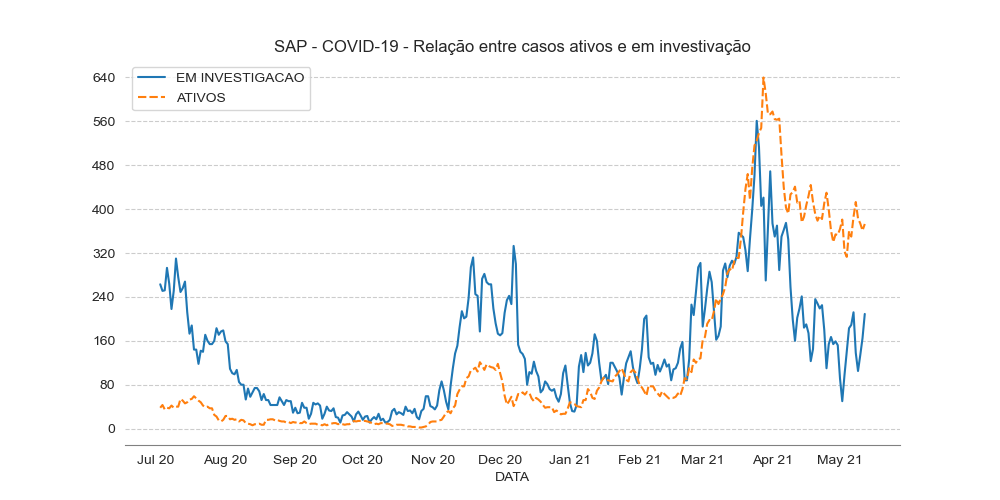 SAP - COVID-19 - Relação entre casos ativos e em investivação
EM INVESTIGACAO
ATIVOS
640
560
480
400
320
240
160
80
0
Jul 20 Aug 20 Sep 20 Oct 20 Nov 20 Dec 20 Jan 21 Feb 21 Mar 21 Apr 21 May 21
DATA